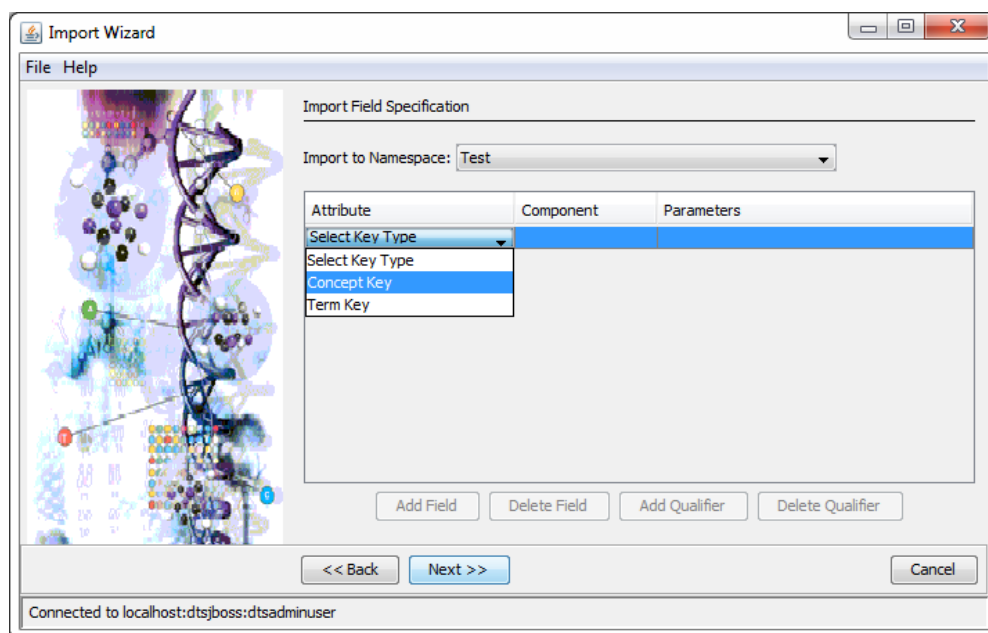 Import Wizard
File Help
Import Field Specification
Import to Namespace: Test
Attribute Component Parameters
Select Key Type
Select Key Type
Concept Key
Term Key
Add Field Delete Field Add Qualifier Delete Qualifier
<< Back Next >> Cancel
Connected to localhost:dtsjboss:dtsadminuser